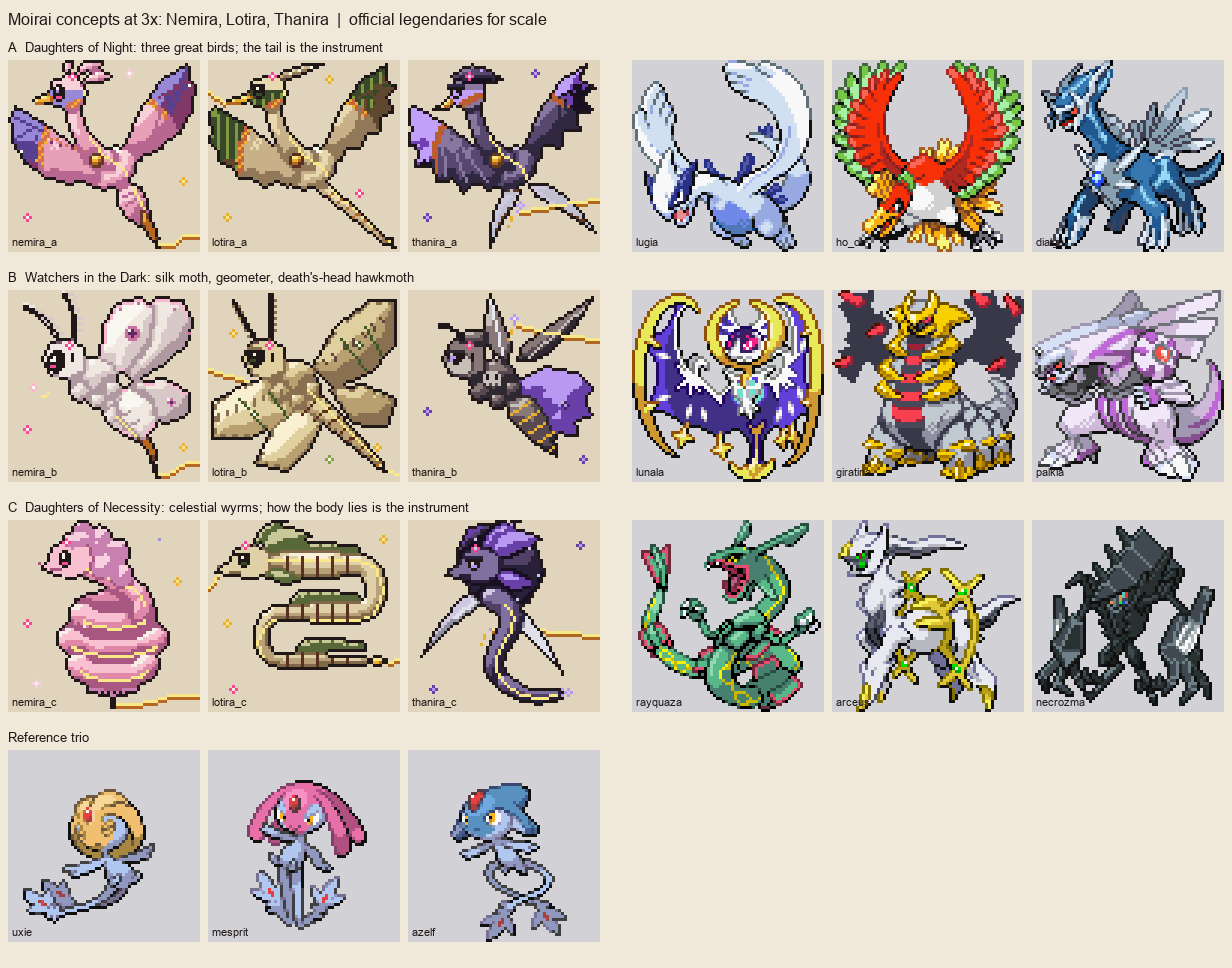 Moirai concepts at 3x: Nemira, Lotira, Thanira | official legendaries for scale
A Daughters of Night: three great birds; the tail is the instrument
nemira_a
lotira_a
thanira_a
lugia
B Watchers in the Dark: silk moth, geometer, death's-head hawkmoth
nemira_b
lotira_b
thanira_b
lunala
palkia
C Daughters of Necessity: celestial wyrms; how the body lies is the instrument
nemira_c
lotira_c
thanira_c
rayquaza
necrozma
Reference trio
uxie
mesprit
azelf